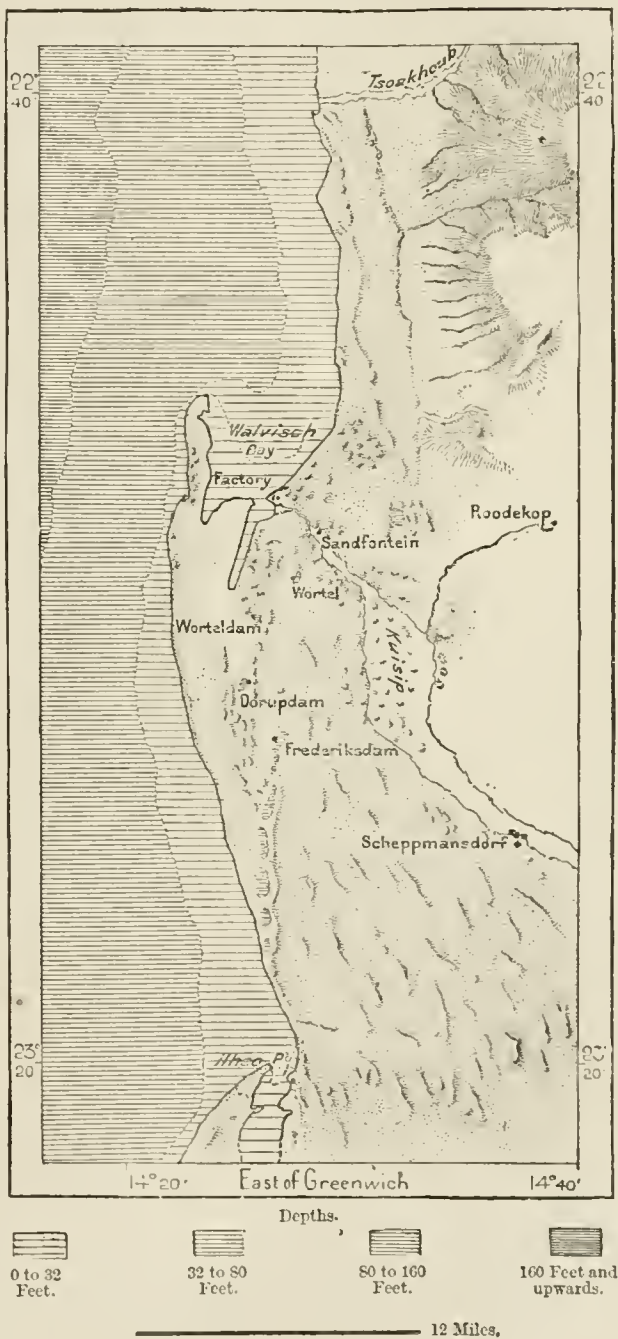 22°
40'
Tsoakhoub
22°
40
Walvisch
Bay
Factory
Roodekop
Sandfontein
Wortel
Worteldam
Kuisip
Dorupdam
Frederiksdam
Scheppmansdorf
23°
20'
Ilheo Pt.
23°
20'
14°20'
East of Greenwich
14°40'
Depths.
0 to 32
Feet.
32 to 80
Feet.
80 to 160
Feet.
160 Feet and
upwards.
12 Miles.